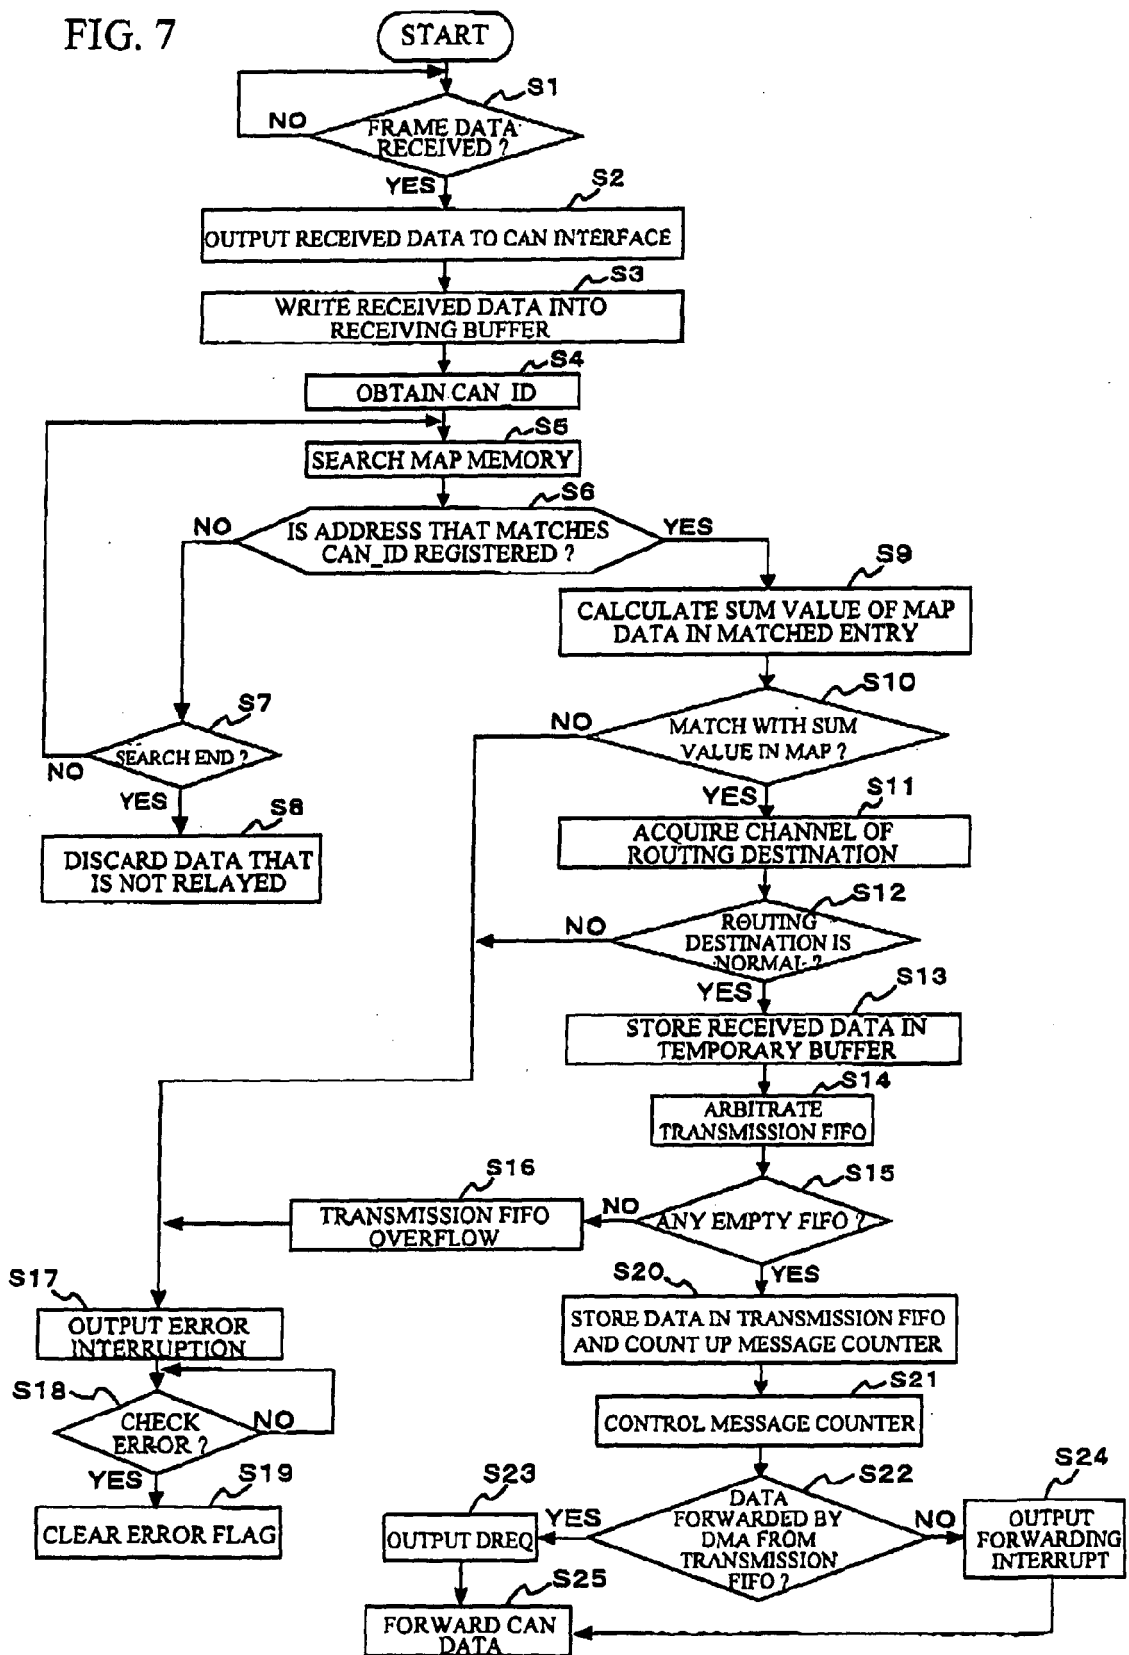 FIG. 7
START
S1
NO
FRAME DATA
RECEIVED ?
YES
S2
OUTPUT RECEIVED DATA TO CAN INTERFACE
S3
WRITE RECEIVED DATA INTO
RECEIVING BUFFER
S4
OBTAIN CAN_ID
S5
SEARCH MAP MEMORY
S6
NO
IS ADDRESS THAT MATCHES
CAN_ID REGISTERED ?
YES
S9
CALCULATE SUM VALUE OF MAP
DATA IN MATCHED ENTRY
S7
SEARCH END ?
NO
YES
S8
DISCARD DATA THAT
IS NOT RELAYED
S10
NO
MATCH WITH SUM
VALUE IN MAP ?
YES
S11
ACQUIRE CHANNEL OF
ROUTING DESTINATION
S12
NO
ROUTING
DESTINATION IS
NORMAL ?
YES
S13
STORE RECEIVED DATA IN
TEMPORARY BUFFER
S14
ARBITRATE
TRANSMISSION FIFO
S15
S16
NO
ANY EMPTY FIFO ?
TRANSMISSION FIFO
OVERFLOW
YES
S17
OUTPUT ERROR
INTERRUPTION
S18
CHECK
ERROR ?
NO
YES
S19
CLEAR ERROR FLAG
S20
STORE DATA IN TRANSMISSION FIFO
AND COUNT UP MESSAGE COUNTER
S21
CONTROL MESSAGE COUNTER
S22
DATA
FORWARDED BY
DMA FROM
TRANSMISSION
FIFO ?
YES
NO
S23
OUTPUT DREQ
S24
OUTPUT
FORWARDING
INTERRUPT
S25
FORWARD CAN
DATA